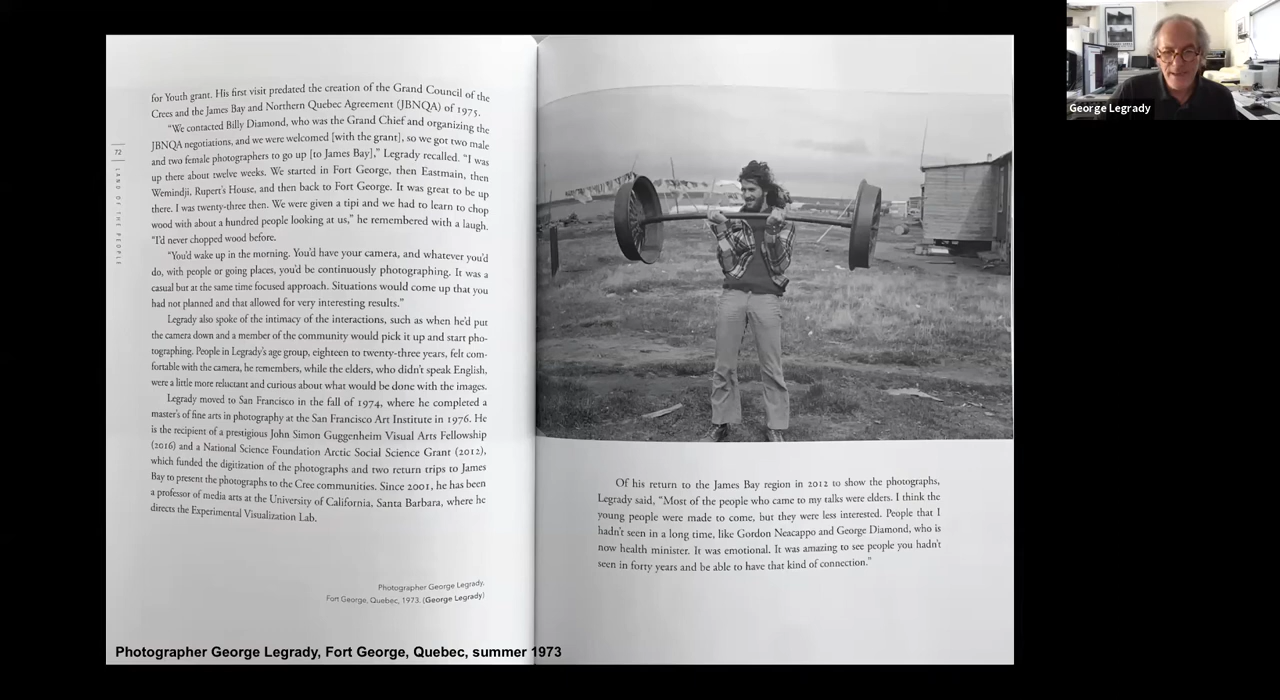 for Youth grant. His first visit predated the creation of the Grand Council of the
Crees and the James Bay and Northern Quebec Agreement (JBNQA) of 1975.
"We contacted Billy Diamond, who was the Grand Chief and organizing the
JBNQA negotiations, and we were welcomed [with the grant], so we got two male
and two female photographers to go up [to James Bay]," Legrady recalled. "I was
up there about twelve weeks. We started in Fort George, then Eastmain, then
Wemindji, Rupert's House, and then back to Fort George. It was great to be up
there. I was twenty-three then. We were given a tipi and we had to learn to chop
wood with about a hundred people looking at us," he remembered with a laugh.
"I'd never chopped wood before.
"You'd wake up in the morning. You'd have your camera, and whatever you'd
do, with people or going places, you'd be continuously photographing. It was a
casual but at the same time focused approach. Situations would come up that you
had not planned and that allowed for very interesting results."
Legrady also spoke of the intimacy of the interactions, such as when he'd put
the camera down and a member of the community would pick it up and start pho-
tographing. People in Legrady's age group, eighteen to twenty-three years, felt com-
fortable with the camera, he remembers, while the elders, who didn't speak English,
were a little more reluctant and curious about what would be done with the images.
Legrady moved to San Francisco in the fall of 1974, where he completed a
master's of fine arts in photography at the San Francisco Art Institute in 1976. He
is the recipient of a prestigious John Simon Guggenheim Visual Arts Fellowship
(2016) and a National Science Foundation Arctic Social Science Grant (2012),
which funded the digitization of the photographs and two return trips to James
Bay to present the photographs to the Cree communities. Since 2001, he has been
a professor of media arts at the University of California, Santa Barbara, where he
directs the Experimental Visualization Lab.
72
LAND OF THE PEOPLE
Photographer George Legrady,
Fort George, Quebec, 1973. (George Legrady)
Of his return to the James Bay region in 2012 to show the photographs,
Legrady said, "Most of the people who came to my talks were elders. I think the
young people were made to come, but they were less interested. People that I
hadn't seen in a long time, like Gordon Neacappo and George Diamond, who is
now health minister. It was emotional. It was amazing to see people you hadn't
seen in forty years and be able to have that kind of connection."
Photographer George Legrady, Fort George, Quebec, summer 1973
George Legrady